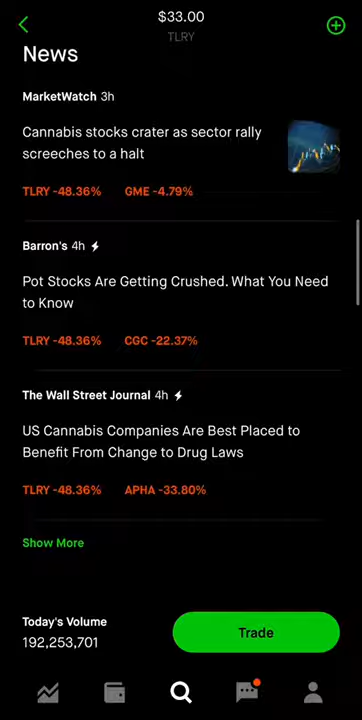 $33.00
TLRY
News
MarketWatch 3h
Cannabis stocks crater as sector rally
screeches to a halt
TLRY -48.36% GME -4.79%
Barron's 4h
Pot Stocks Are Getting Crushed. What You Need
to Know
TLRY -48.36% CGC -22.37%
The Wall Street Journal 4h
US Cannabis Companies Are Best Placed to
Benefit From Change to Drug Laws
TLRY -48.36% APHA -33.80%
Show More
Today's Volume
192,253,701
Trade